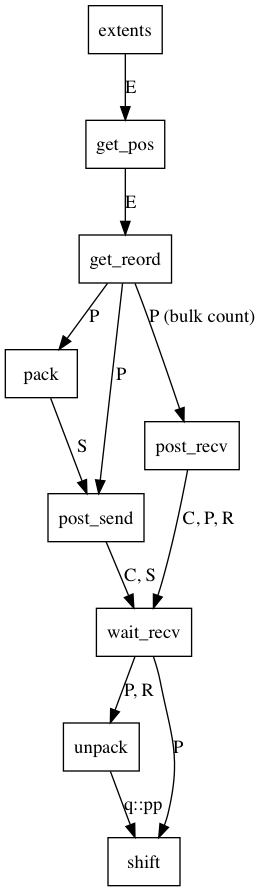 extents
E
get_pos
E
get_reord
P
P (bulk count)
P
pack
S
post_recv
post_send
C, P, R
C, S
wait_recv
P, R
P
unpack
q::pp
shift